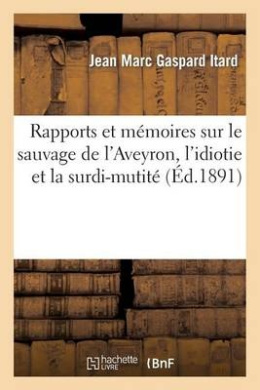 Jean Marc Gaspard Itard
Rapports et mémoires sur le sauvage
de l'Aveyron, l'idiotie
et la surdi-mutité (Éd.1891)
hachette
LIVRE
{BnF